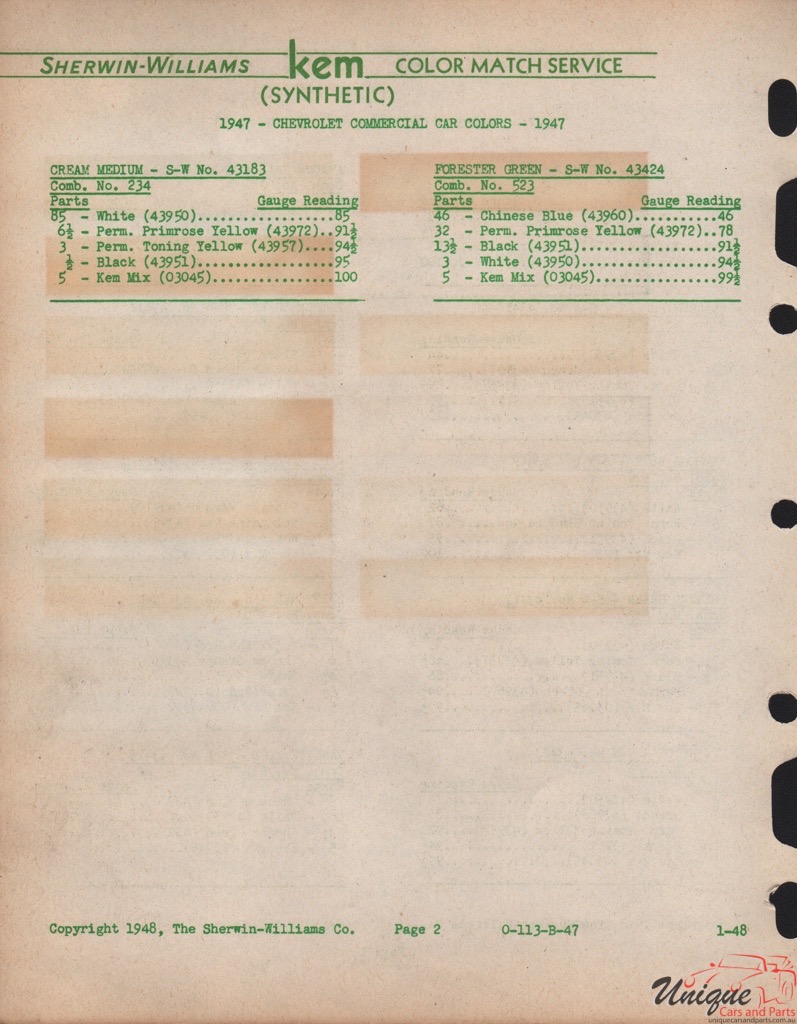 SHERWIN-WILLIAMS kem COLOR MATCH SERVICE
(SYNTHETIC)
1947 - CHEVROLET COMMERCIAL CAR COLORS - 1947
CREAM MEDIUM - S-W No. 43183
Comb. No. 234
Parts Gauge Reading
85 - White (43950)..................85
6½ - Perm. Primrose Yellow (43972)..91½
3 - Perm. Toning Yellow (43957)....94½
½ - Black (43951)..................95
5 - Kem Mix (03045)................100
FORESTER GREEN - S-W No. 43424
Comb. No. 523
Parts Gauge Reading
46 - Chinese Blue (43960)...........46
32 - Perm. Primrose Yellow (43972)..78
13½ - Black (43951)..................91½
3 - White (43950)..................94½
5 - Kem Mix (03045)................99½
Copyright 1948, The Sherwin-Williams Co. Page 2 O-113-B-47 1-48
Unique
Cars and Parts
uniquecarsandparts.com.au